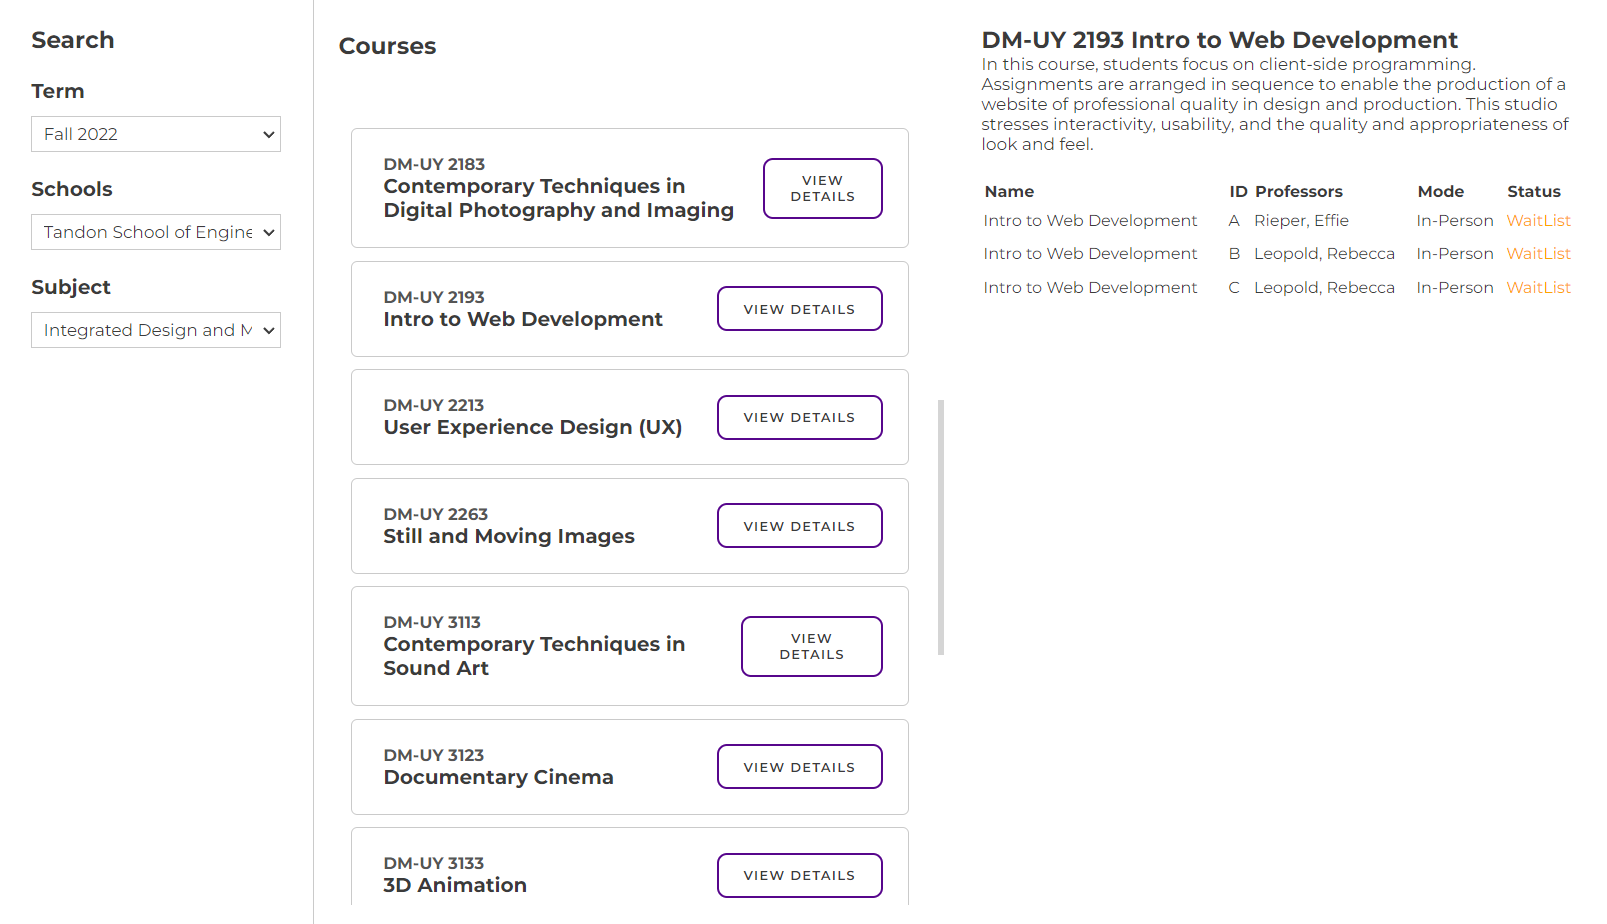 Search
Term
Fall 2022
Schools
Tandon School of Engine
Subject
Integrated Design and M
Courses
DM-UY 2183
Contemporary Techniques in
Digital Photography and Imaging
VIEW
DETAILS
DM-UY 2193
Intro to Web Development
VIEW DETAILS
DM-UY 2213
User Experience Design (UX)
VIEW DETAILS
DM-UY 2263
Still and Moving Images
VIEW DETAILS
DM-UY 3113
Contemporary Techniques in
Sound Art
VIEW
DETAILS
DM-UY 3123
Documentary Cinema
VIEW DETAILS
DM-UY 3133
3D Animation
VIEW DETAILS
DM-UY 2193 Intro to Web Development
In this course, students focus on client-side programming.
Assignments are arranged in sequence to enable the production of a
website of professional quality in design and production. This studio
stresses interactivity, usability, and the quality and appropriateness of
look and feel.
Name ID Professors Mode Status
Intro to Web Development A Rieper, Effie In-Person WaitList
Intro to Web Development B Leopold, Rebecca In-Person WaitList
Intro to Web Development C Leopold, Rebecca In-Person WaitList